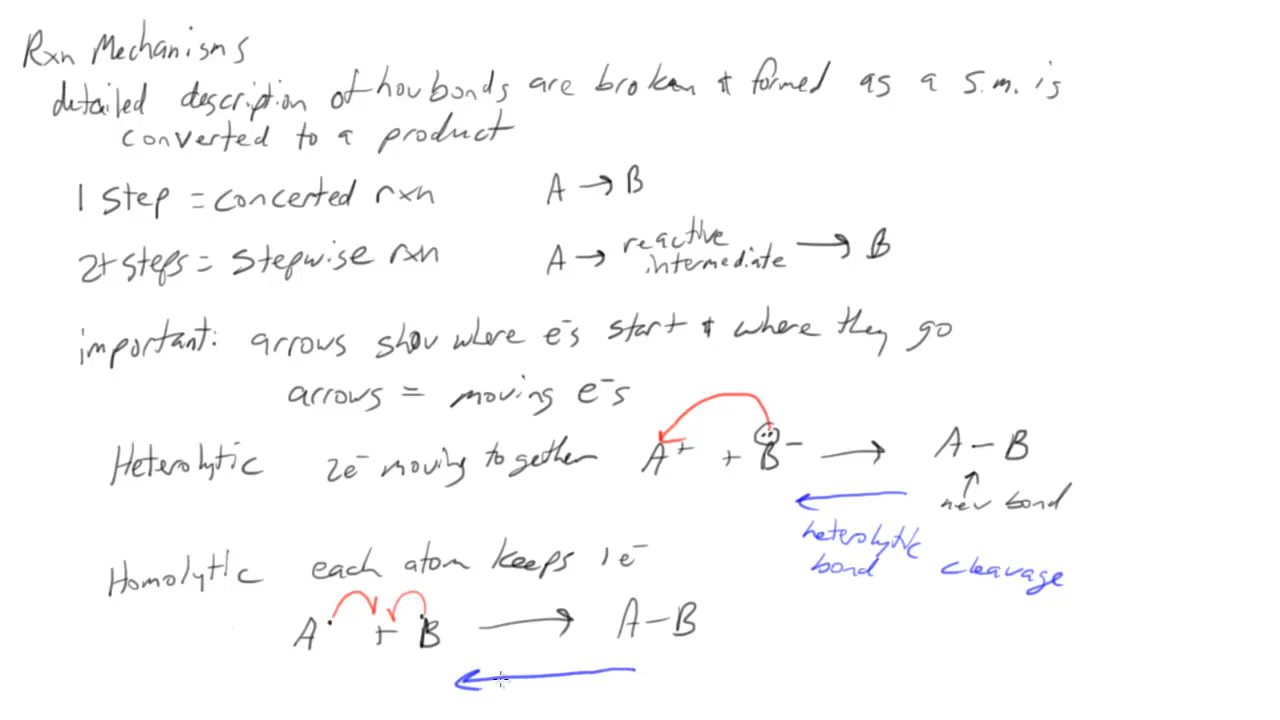 Rxn Mechanisms
detailed description of how bonds are broken & formed as a s.m. is
converted to a product
1 step = concerted rxn A → B
2+ steps = stepwise rxn A → reactive intermediate → B
important: arrows show where e⁻s start & where they go
arrows = moving e⁻s
Heterolytic 2e⁻ moving together A⁺ + B:⁻ → A–B
↑
new bond
←
heterolytic
bond cleavage
Homolytic each atom keeps 1e⁻
A· + ·B → A–B
←